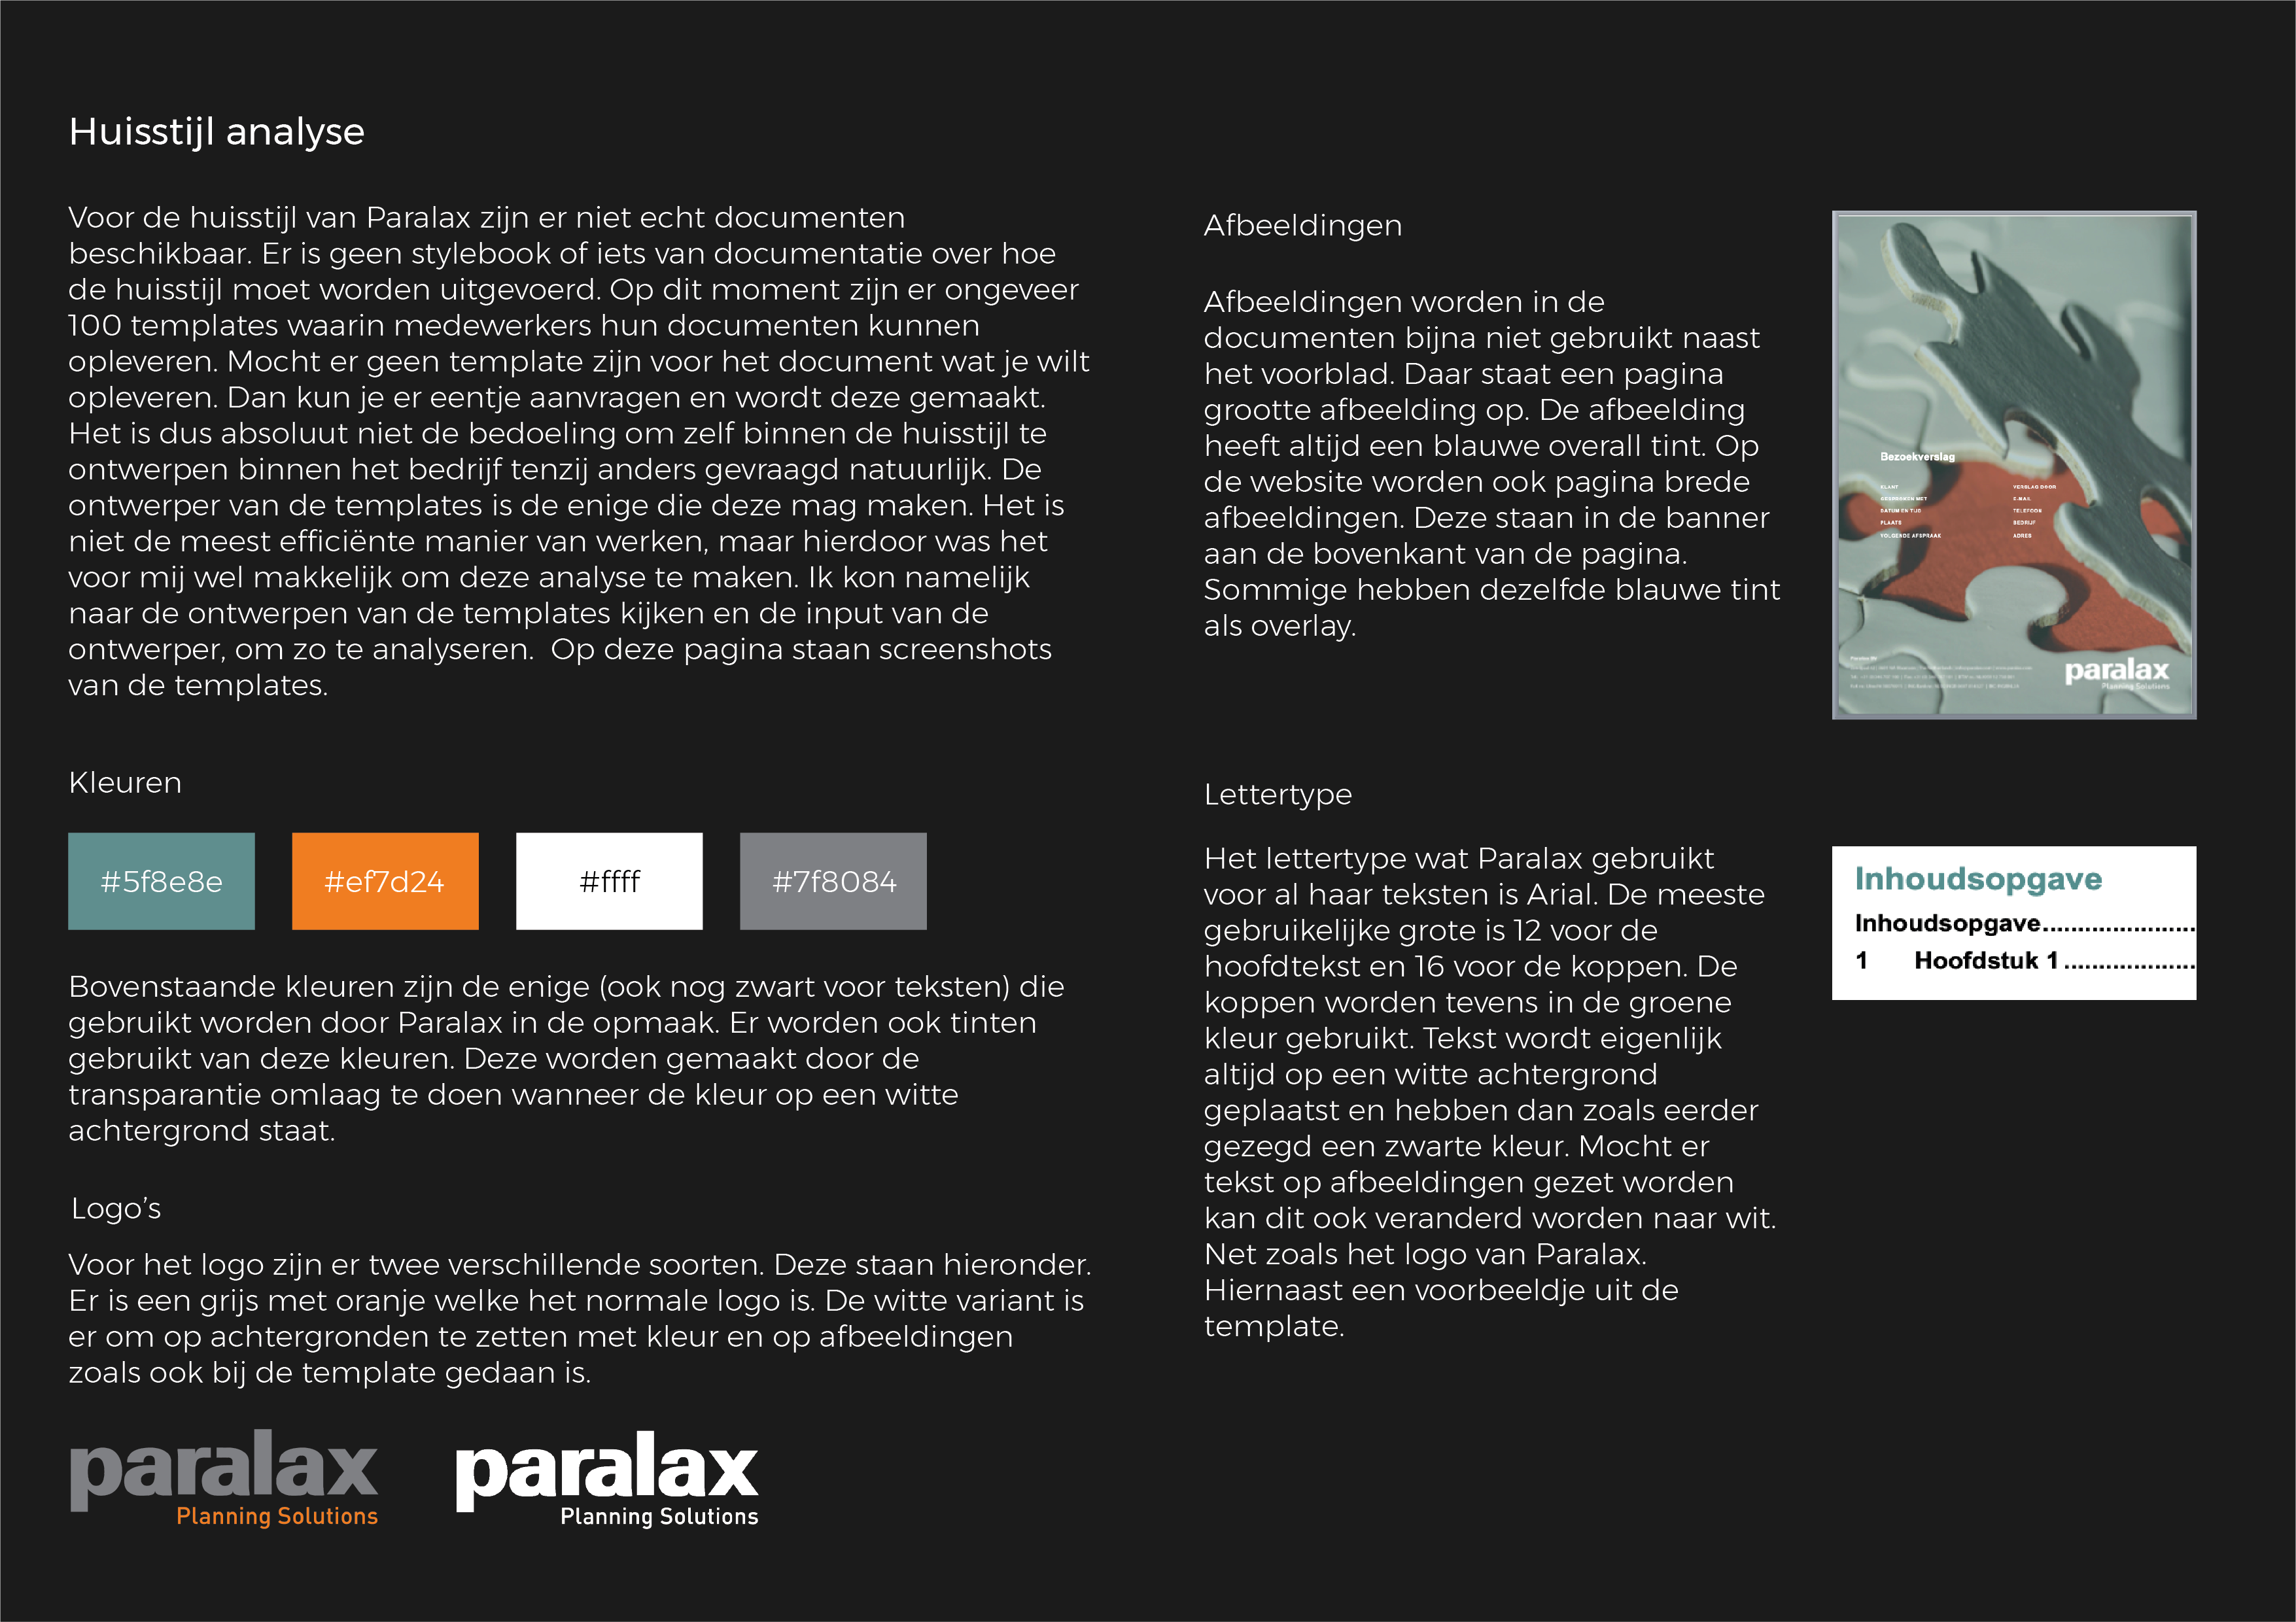 Huisstijl analyse
Voor de huisstijl van Paralax zijn er niet echt documenten
beschikbaar. Er is geen stylebook of iets van documentatie over hoe
de huisstijl moet worden uitgevoerd. Op dit moment zijn er ongeveer
100 templates waarin medewerkers hun documenten kunnen
opleveren. Mocht er geen template zijn voor het document wat je wilt
opleveren. Dan kun je er eentje aanvragen en wordt deze gemaakt.
Het is dus absoluut niet de bedoeling om zelf binnen de huisstijl te
ontwerpen binnen het bedrijf tenzij anders gevraagd natuurlijk. De
ontwerper van de templates is de enige die deze mag maken. Het is
niet de meest efficiënte manier van werken, maar hierdoor was het
voor mij wel makkelijk om deze analyse te maken. Ik kon namelijk
naar de ontwerpen van de templates kijken en de input van de
ontwerper, om zo te analyseren.  Op deze pagina staan screenshots
van de templates.
Kleuren
#5f8e8e
#ef7d24
#ffff
#7f8084
Bovenstaande kleuren zijn de enige (ook nog zwart voor teksten) die
gebruikt worden door Paralax in de opmaak. Er worden ook tinten
gebruikt van deze kleuren. Deze worden gemaakt door de
transparantie omlaag te doen wanneer de kleur op een witte
achtergrond staat.
Logo’s
Voor het logo zijn er twee verschillende soorten. Deze staan hieronder.
Er is een grijs met oranje welke het normale logo is. De witte variant is
er om op achtergronden te zetten met kleur en op afbeeldingen
zoals ook bij de template gedaan is.
paralax
Planning Solutions
paralax
Planning Solutions
Afbeeldingen
Afbeeldingen worden in de
documenten bijna niet gebruikt naast
het voorblad. Daar staat een pagina
grootte afbeelding op. De afbeelding
heeft altijd een blauwe overall tint. Op
de website worden ook pagina brede
afbeeldingen. Deze staan in de banner
aan de bovenkant van de pagina.
Sommige hebben dezelfde blauwe tint
als overlay.
Bezoekverslag
KLANT
GESPROKEN MET
DATUM EN TIJD
PLAATS
VOLGENDE AFSPRAAK
VERSLAG DOOR
E-MAIL
TELEFOON
BEDRIJF
ADRES
paralax
Planning Solutions
Lettertype
Het lettertype wat Paralax gebruikt
voor al haar teksten is Arial. De meeste
gebruikelijke grote is 12 voor de
hoofdtekst en 16 voor de koppen. De
koppen worden tevens in de groene
kleur gebruikt. Tekst wordt eigenlijk
altijd op een witte achtergrond
geplaatst en hebben dan zoals eerder
gezegd een zwarte kleur. Mocht er
tekst op afbeeldingen gezet worden
kan dit ook veranderd worden naar wit.
Net zoals het logo van Paralax.
Hiernaast een voorbeeldje uit de
template.
Inhoudsopgave
Inhoudsopgave......................
1 Hoofdstuk 1...................